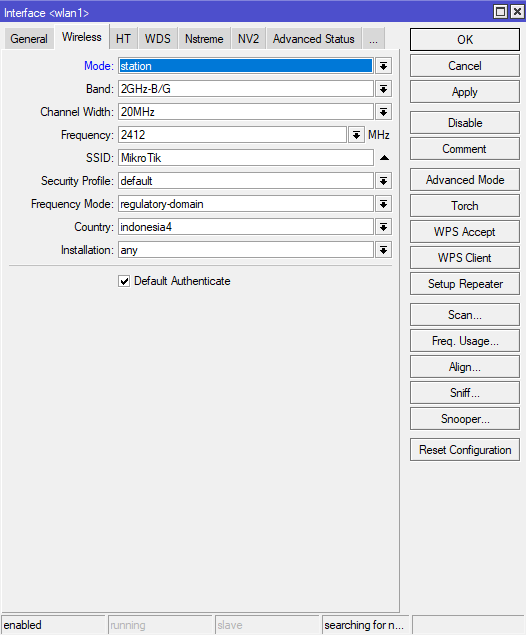 Interface <wlan1>
General Wireless HT WDS Nstreme NV2 Advanced Status ...
Mode: station
Band: 2GHz-B/G
Channel Width: 20MHz
Frequency: 2412 MHz
SSID: MikroTik
Security Profile: default
Frequency Mode: regulatory-domain
Country: indonesia4
Installation: any
Default Authenticate
OK
Cancel
Apply
Disable
Comment
Advanced Mode
Torch
WPS Accept
WPS Client
Setup Repeater
Scan...
Freq. Usage...
Align...
Sniff...
Snooper...
Reset Configuration
enabled running slave searching for n...